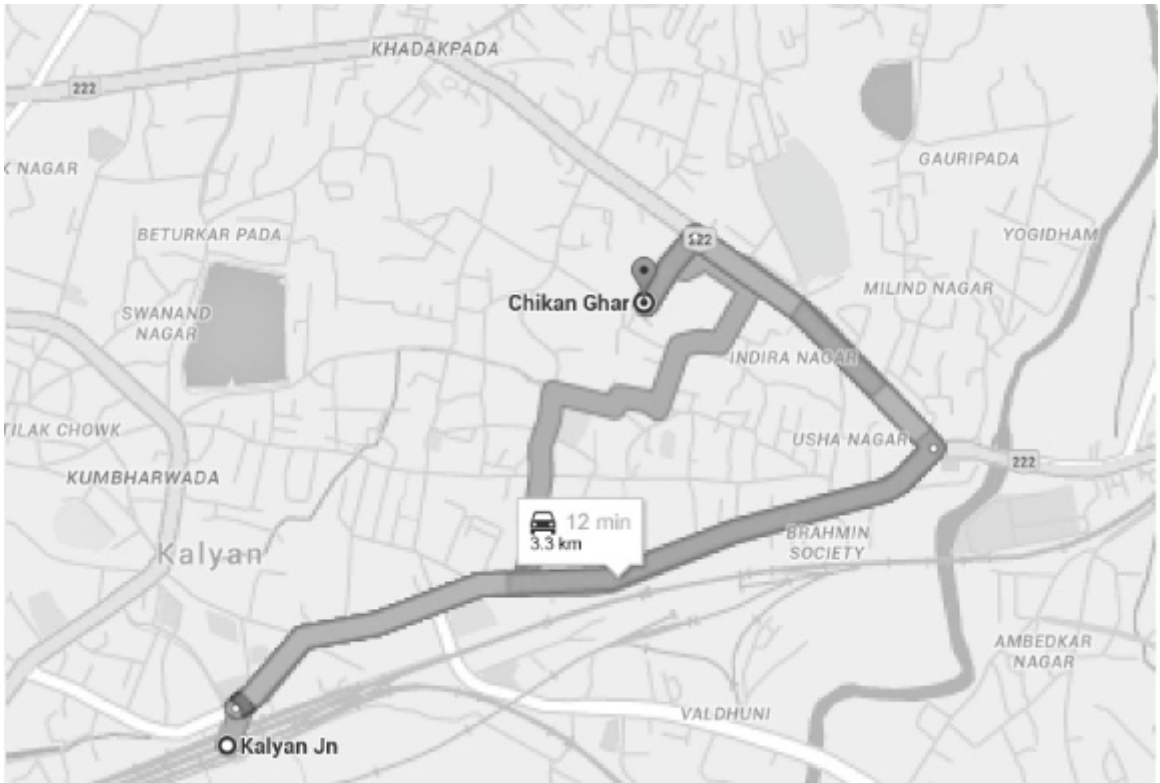 KHADAKPADA
222
GAURIPADA
K NAGAR
BETURKAR PADA
222
YOGIDHAM
Chikan Ghar
MILIND NAGAR
SWANAND
NAGAR
INDIRA NAGAR
TILAK CHOWK
USHA NAGAR
222
KUMBHARWADA
12 min
3.3 km
BRAHMIN
SOCIETY
Kalyan
AMBEDKAR
NAGAR
VALDHUNI
Kalyan Jn